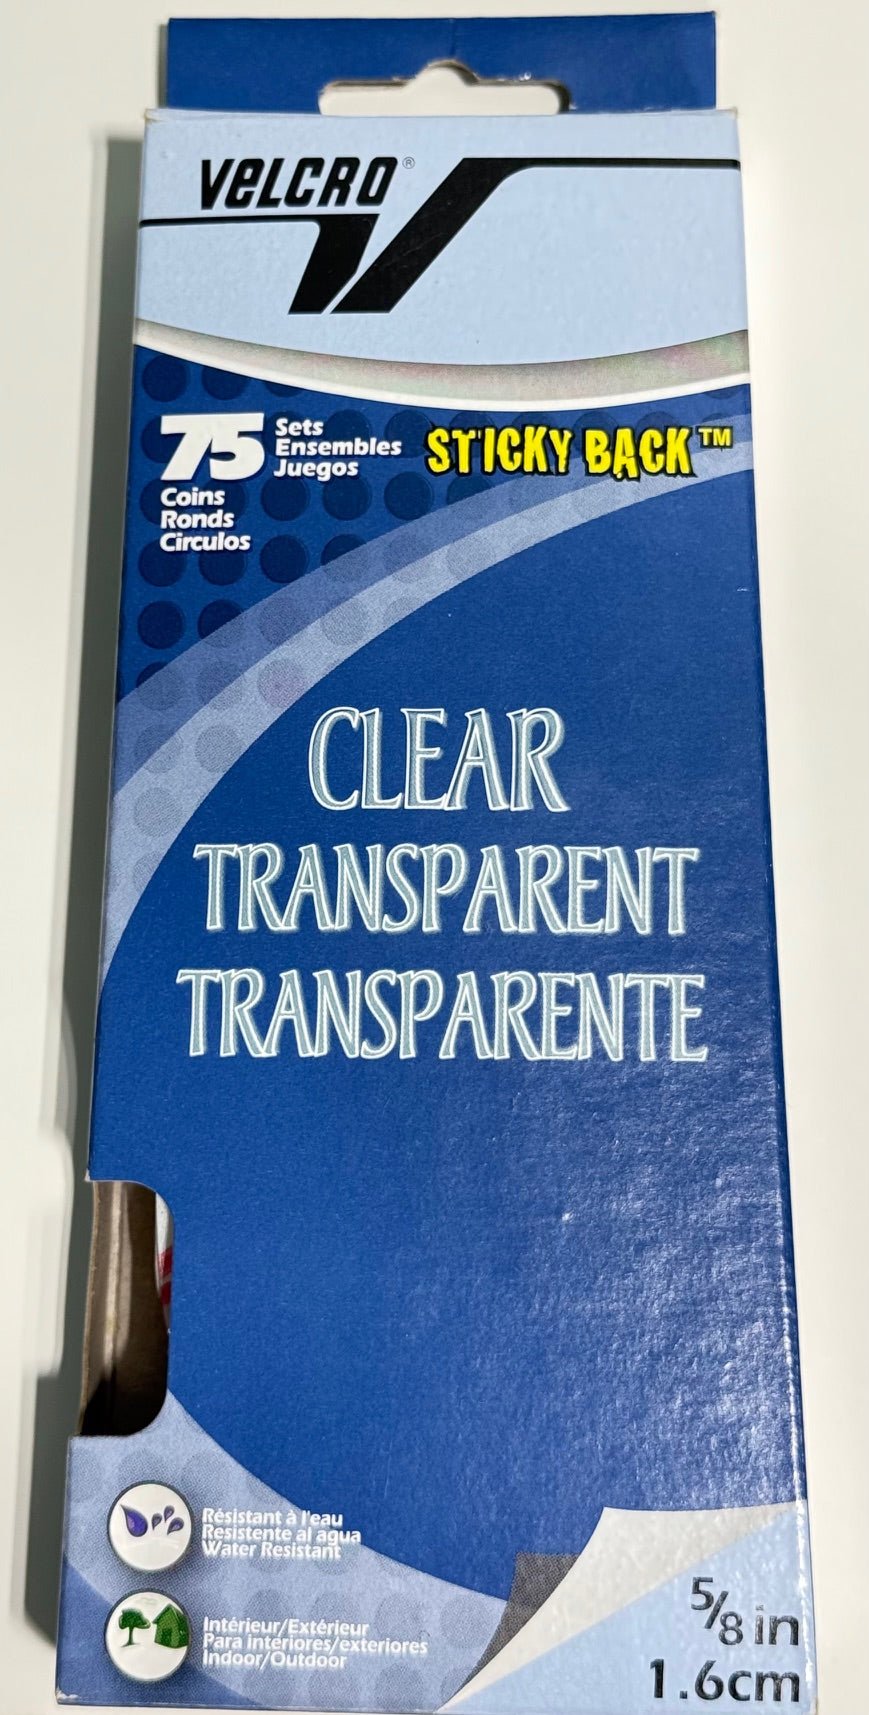 VELCRO®
75 Sets
Ensembles
Juegos
Coins
Ronds
Circulos
STICKY BACK™
CLEAR
TRANSPARENT
TRANSPARENTE
Résistant à l'eau
Resistente al agua
Water Resistant
Intérieur/Extérieur
Para interiores/exteriores
Indoor/Outdoor
5/8 in
1.6cm